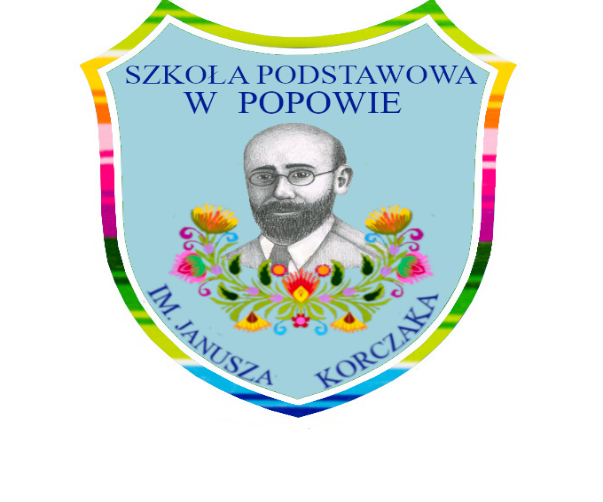 SZKOŁA PODSTAWOWA
W POPOWIE
IM. JANUSZA KORCZAKA